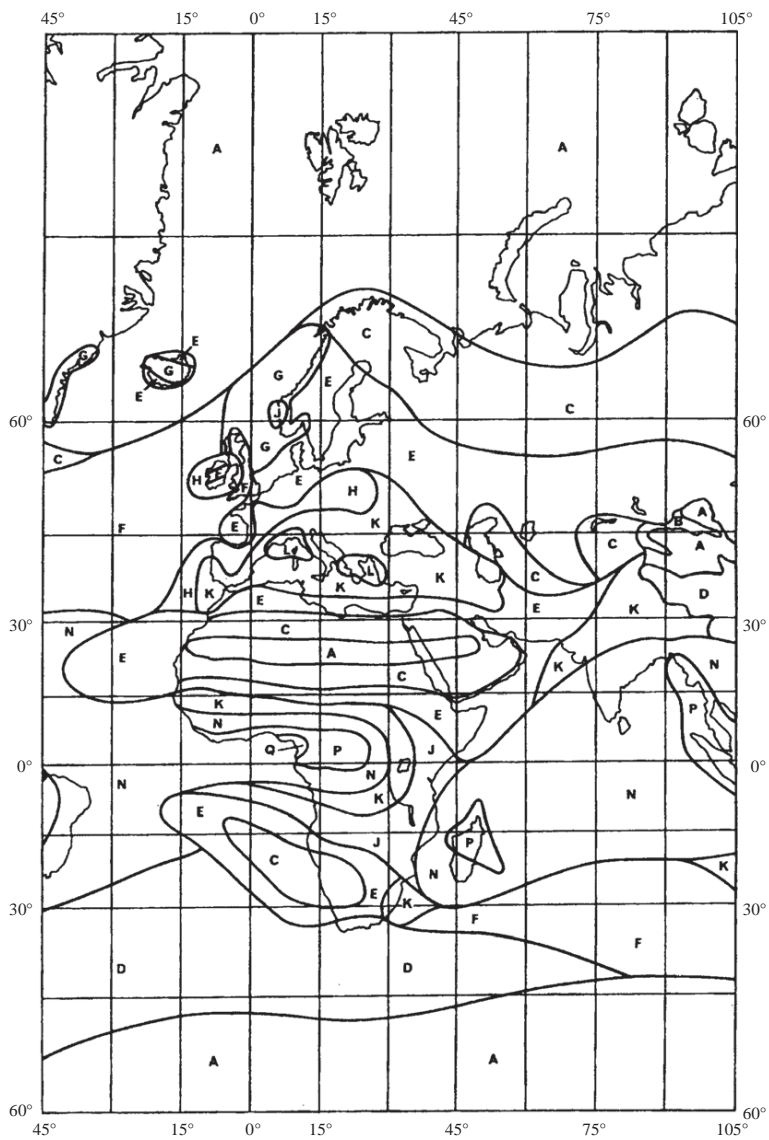 45° 15° 0° 15° 45° 75° 105°
A A
C
E
G G G E
E
J
C
60° 60°
G
C E
H E F E H
F E K A
B
L C A
L
H K E K K C E K D
30° 30°
N C N
E A K
C
K P
N E
Q P J
0° 0°
N N
N K
E
J P
C N K
E K
F
30° 30°
F
D D
A A
60° 60°
45° 15° 0° 15° 45° 75° 105°